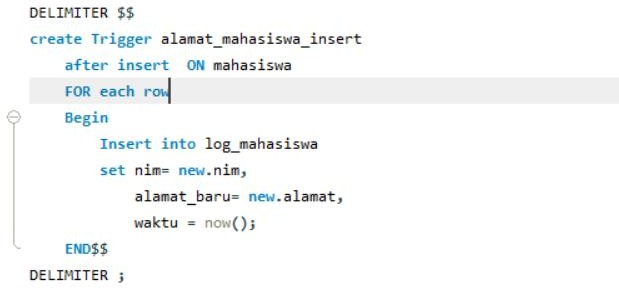 DELIMITER $$
create Trigger alamat_mahasiswa_insert
after insert  ON mahasiswa
FOR each row
Begin
Insert into log_mahasiswa
set nim= new.nim,
alamat_baru= new.alamat,
waktu = now();
END$$
DELIMITER ;